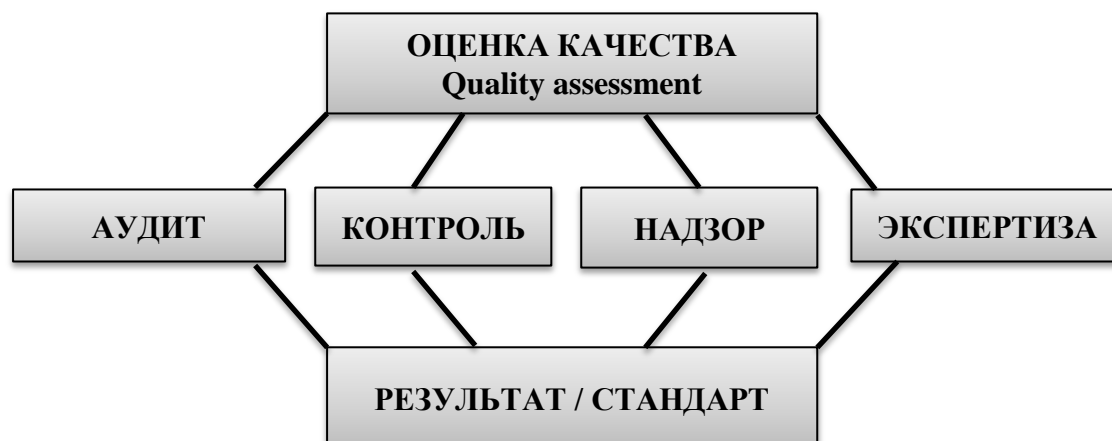 ОЦЕНКА КАЧЕСТВА
Quality assessment
АУДИТ
КОНТРОЛЬ
НАДЗОР
ЭКСПЕРТИЗА
РЕЗУЛЬТАТ / СТАНДАРТ